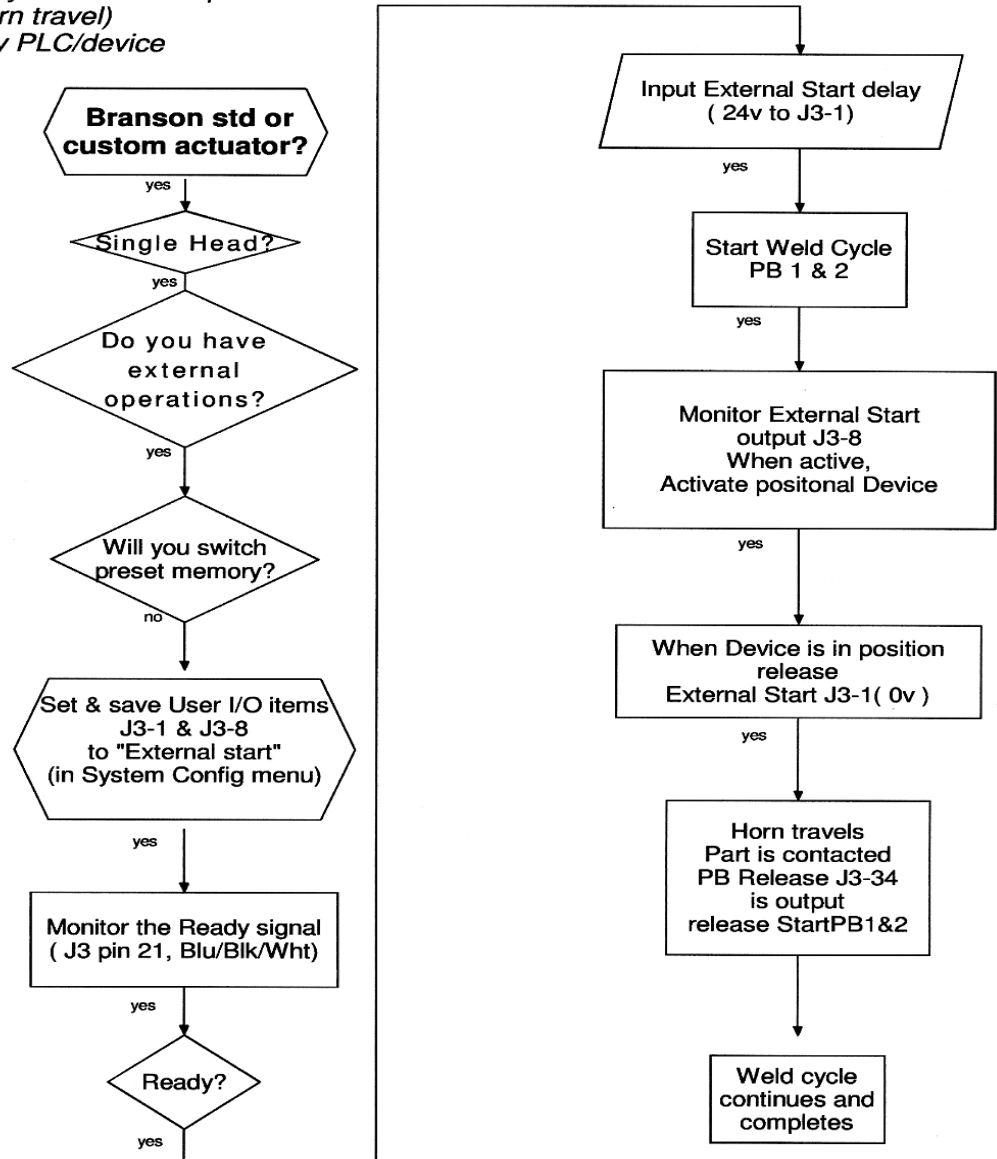 rn travel)
PLC/device
Branson std or
custom actuator?
yes
Single Head?
yes
Do you have
external
operations?
yes
Will you switch
preset memory?
no
Set & save User I/O items
J3-1 & J3-8
to "External start"
(in System Config menu)
yes
Monitor the Ready signal
( J3 pin 21, Blu/Blk/Wht)
yes
Ready?
yes
Input External Start delay
( 24v to J3-1)
yes
Start Weld Cycle
PB 1 & 2
yes
Monitor External Start
output J3-8
When active,
Activate positonal Device
yes
When Device is in position
release
External Start J3-1( 0v )
yes
Horn travels
Part is contacted
PB Release J3-34
is output
release StartPB1&2
Weld cycle
continues and
completes